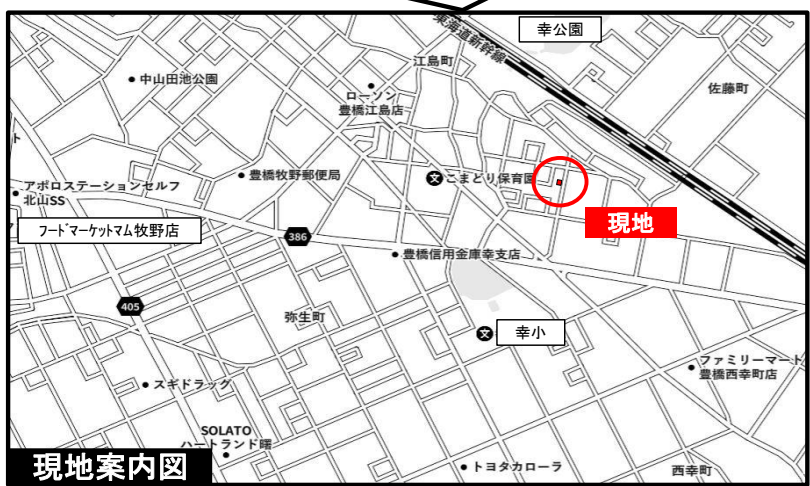 幸公園
東海道新幹線
江島町
中山田池公園
佐藤町
ローソン
豊橋江島店
ト
豊橋牧野郵便局
こまどり保育園
アポロステーションセルフ
北山SS
現地
フードマーケットマム牧野店
386
豊橋信用金庫幸支店
405
弥生町
文
文
幸小
ファミリーマート
豊橋西幸町店
スギドラッグ
SOLATO
ハートランド曙
現地案内図
トヨタカローラ
西幸町